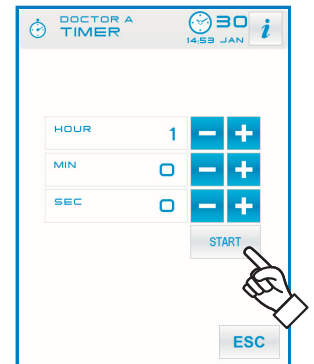 DOCTOR A
TIMER
30
14:53 JAN
i
HOUR 1 − +
MIN 0 − +
SEC 0 − +
START
ESC